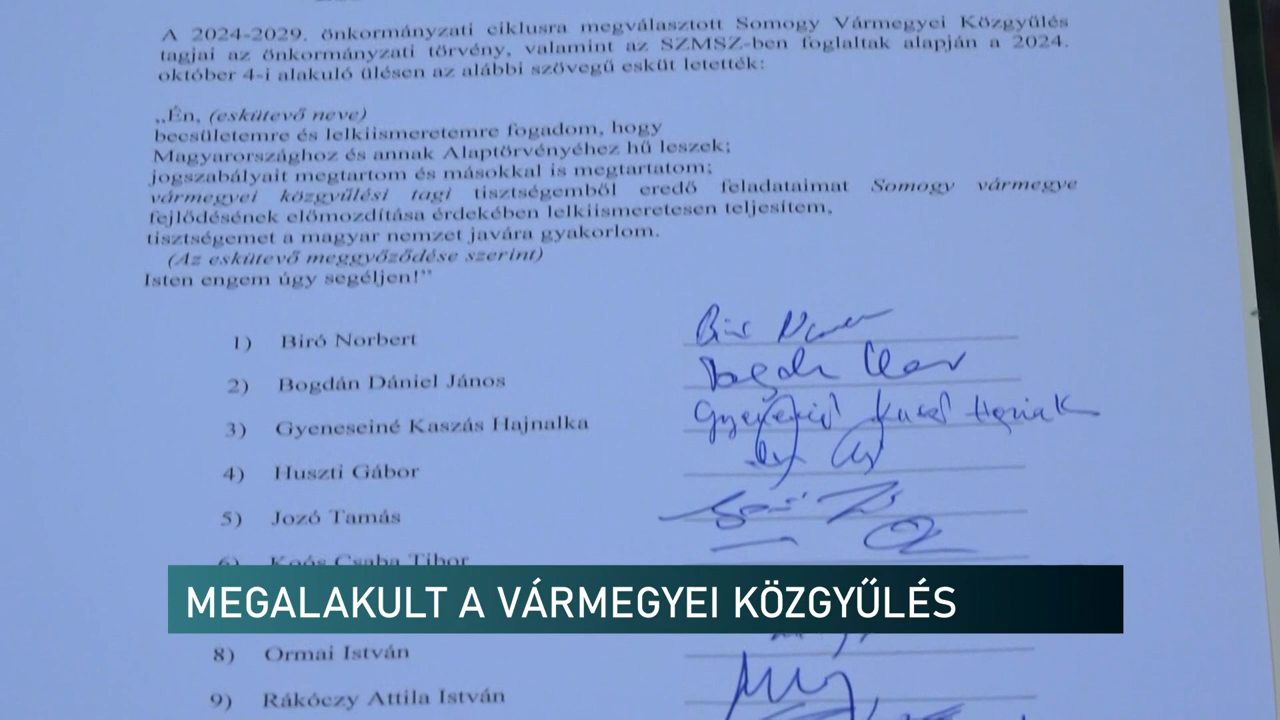 A 2024-2029. önkormányzati ciklusra megválasztott Somogy Vármegyei Közgyűlés
tagjai az önkormányzati törvény, valamint az SZMSZ-ben foglaltak alapján a 2024.
október 4-i alakuló ülésen az alábbi szövegű esküt letették:
„Én, (eskütevő neve)
becsületemre és lelkiismeretemre fogadom, hogy
Magyarországhoz és annak Alaptörvényéhez hű leszek;
jogszabályait megtartom és másokkal is megtartatom;
vármegyei közgyűlési tagi tisztségemből eredő feladataimat Somogy vármegye
fejlődésének előmozdítása érdekében lelkiismeretesen teljesítem,
tisztségemet a magyar nemzet javára gyakorlom.
(Az eskütevő meggyőződése szerint)
Isten engem úgy segéljen!”
1) Biró Norbert
2) Bogdán Dániel János
3) Gyeneseiné Kaszás Hajnalka
4) Huszti Gábor
5) Jozó Tamás
6) Koós Csaba Tibor
MEGALAKULT A VÁRMEGYEI KÖZGYŰLÉS
8) Ormai István
9) Rákóczy Attila István